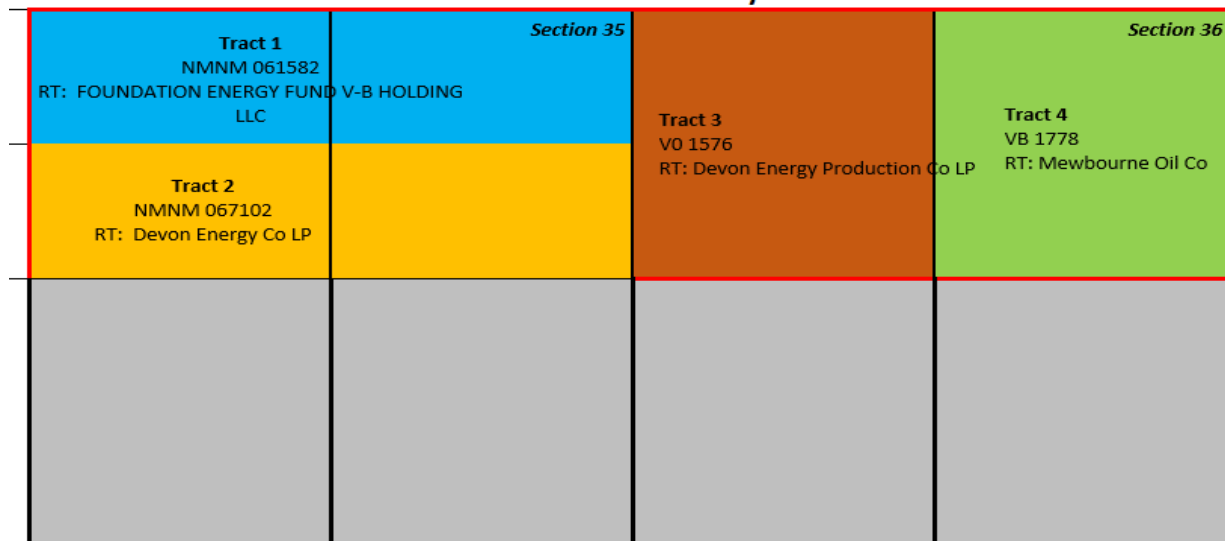 Section 35
Section 36
Tract 1
NMNM 061582
RT: FOUNDATION ENERGY FUND V-B HOLDING
LLC
Tract 2
NMNM 067102
RT: Devon Energy Co LP
Tract 3
V0 1576
RT: Devon Energy Production Co LP
Tract 4
VB 1778
RT: Mewbourne Oil Co